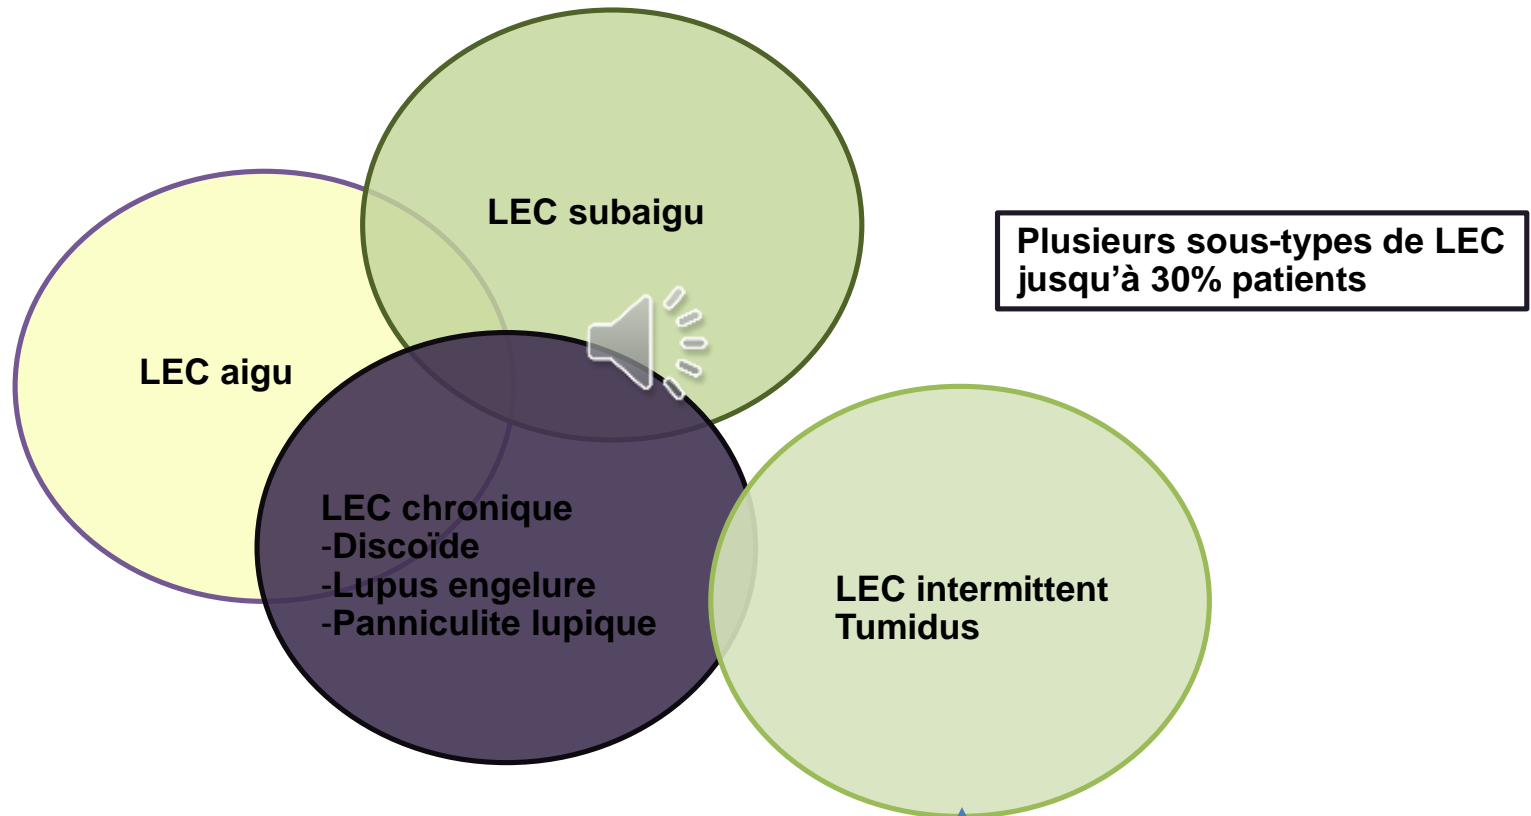 LEC subaigu
Plusieurs sous-types de LEC
jusqu’à 30% patients
LEC aigu
LEC chronique
-Discoïde
-Lupus engelure
-Panniculite lupique
LEC intermittent
Tumidus